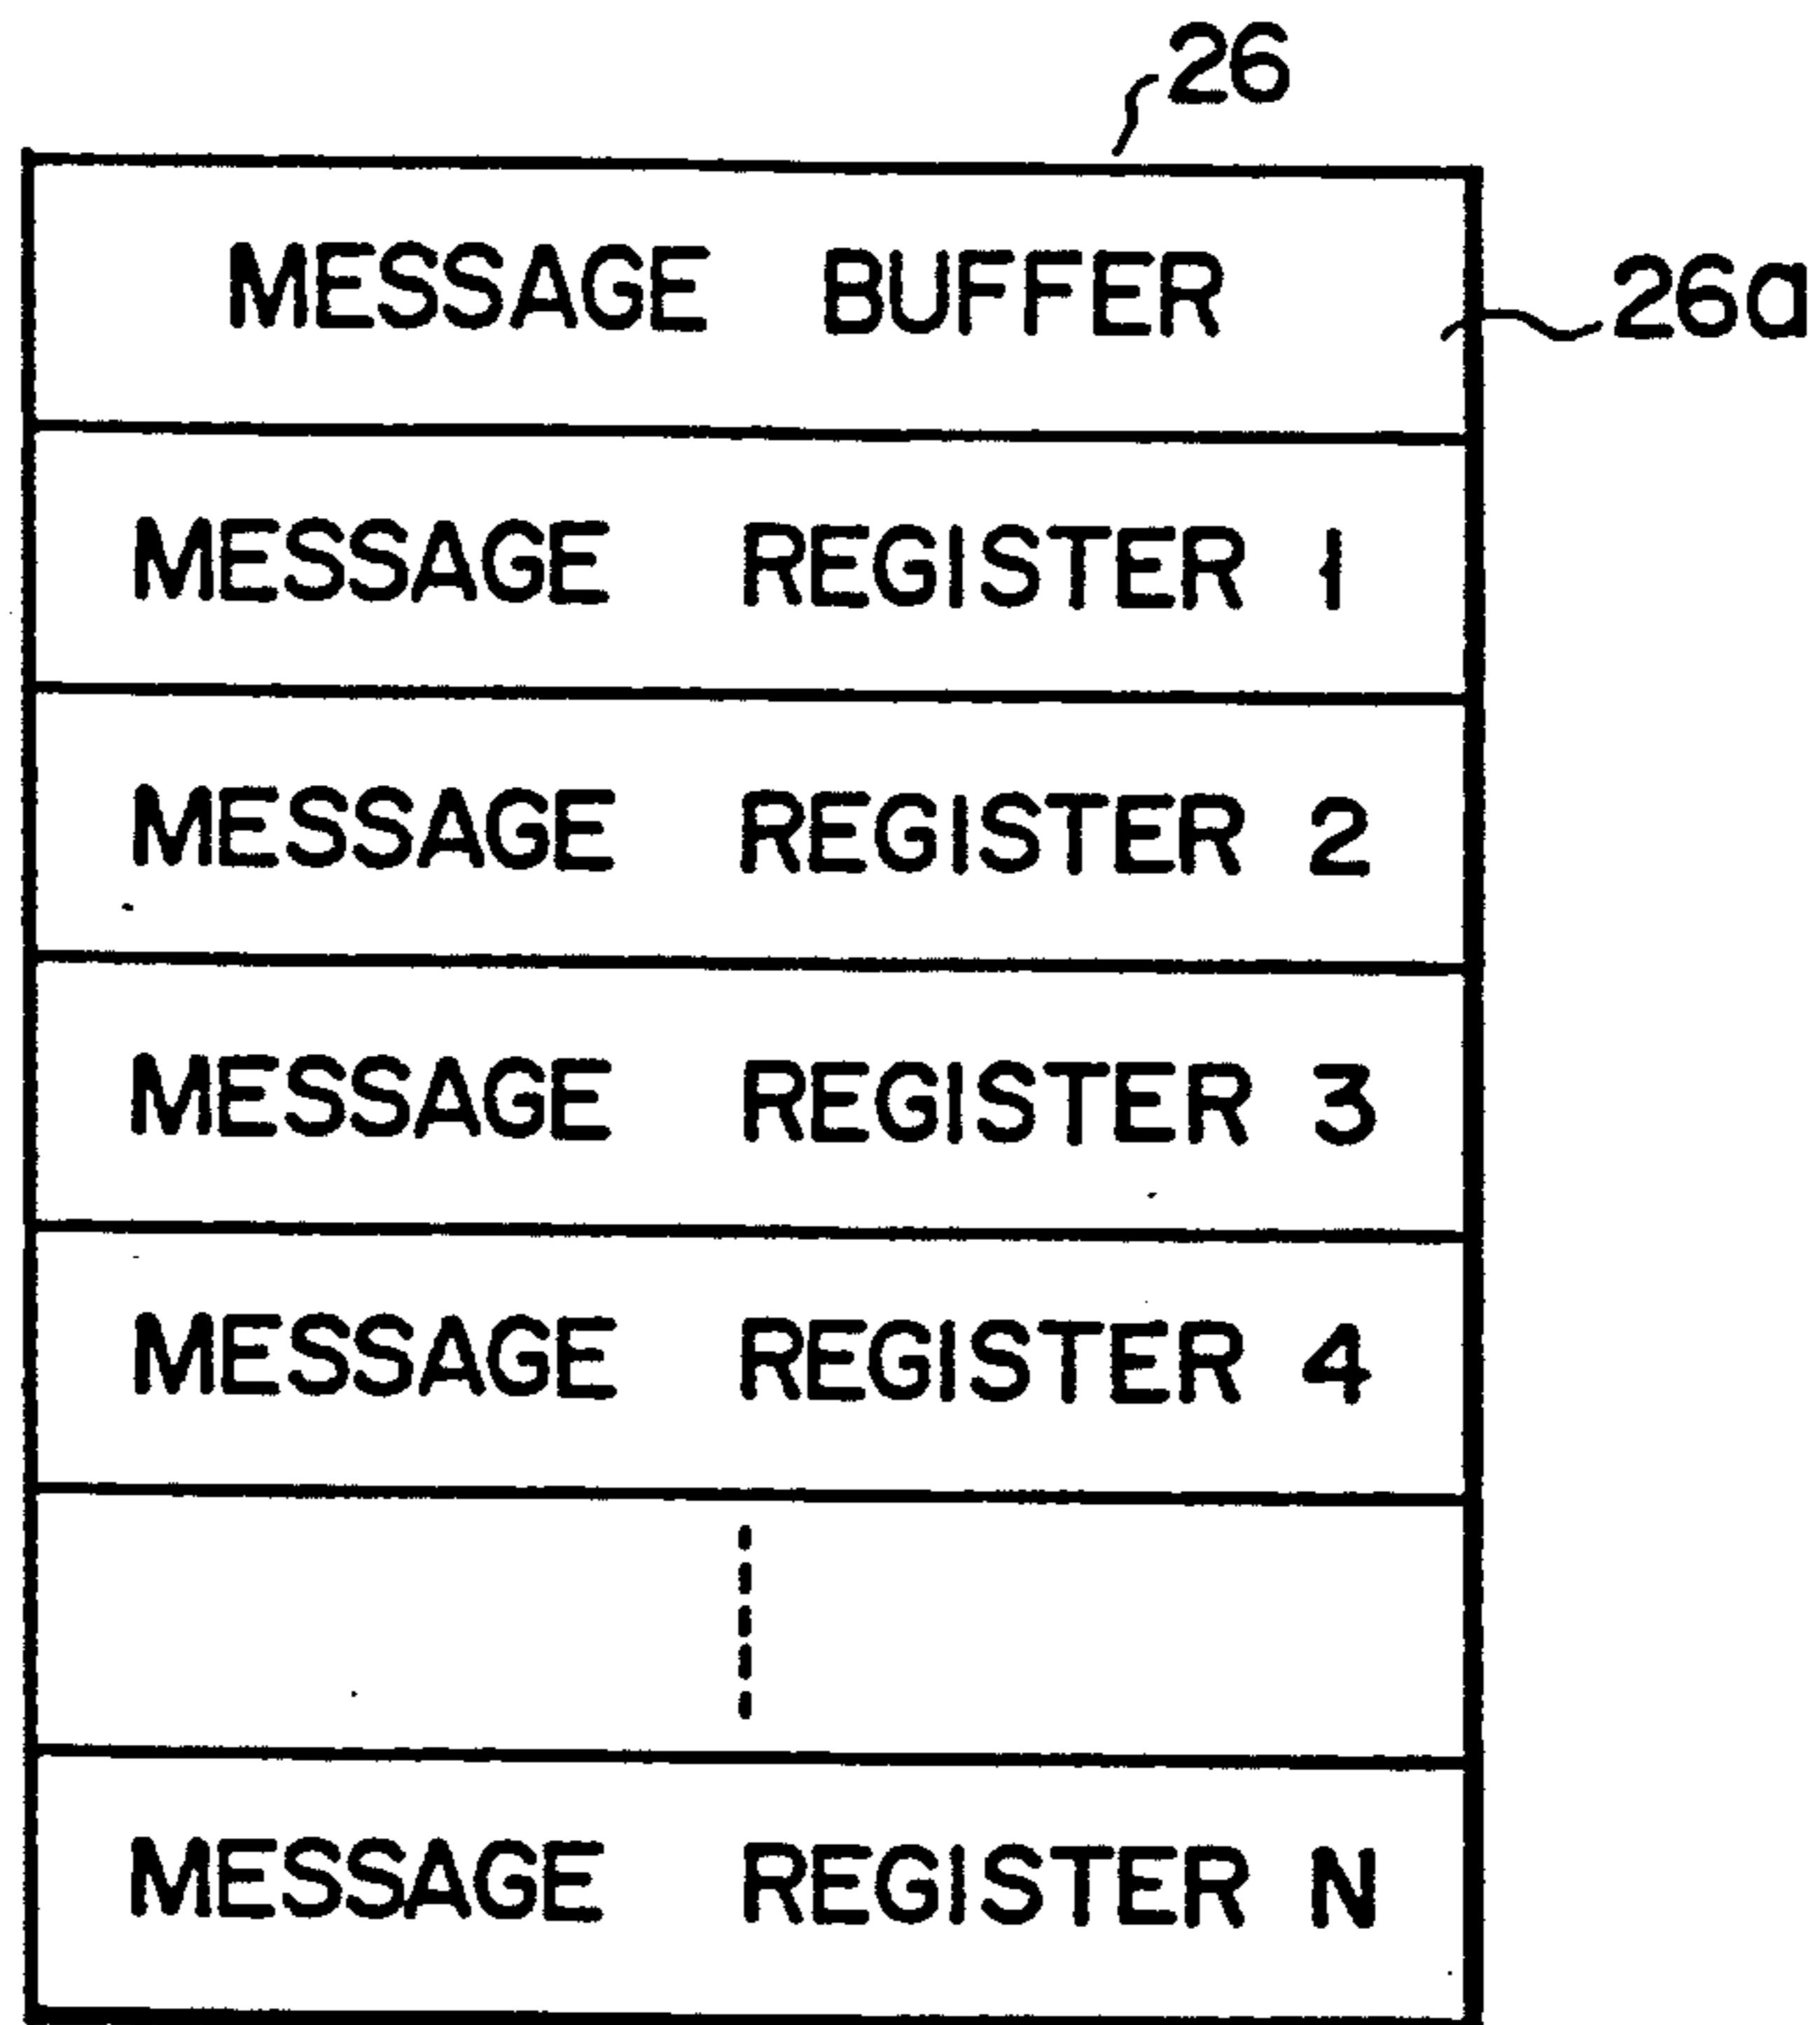 26
MESSAGE BUFFER
26a
MESSAGE REGISTER 1
MESSAGE REGISTER 2
MESSAGE REGISTER 3
MESSAGE REGISTER 4
MESSAGE REGISTER N